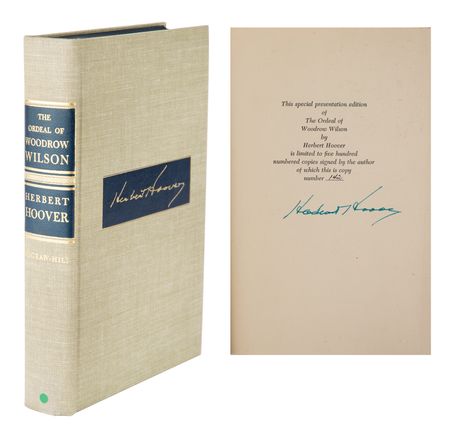 THE
ORDEAL OF
WOODROW
WILSON
HERBERT
HOOVER
Herbert Hoover
This special presentation edition
of
The Ordeal of
Woodrow Wilson
by
Herbert Hoover
is limited to five hundred
numbered copies signed by the author
of which this is copy
number 142
Herbert Hoover